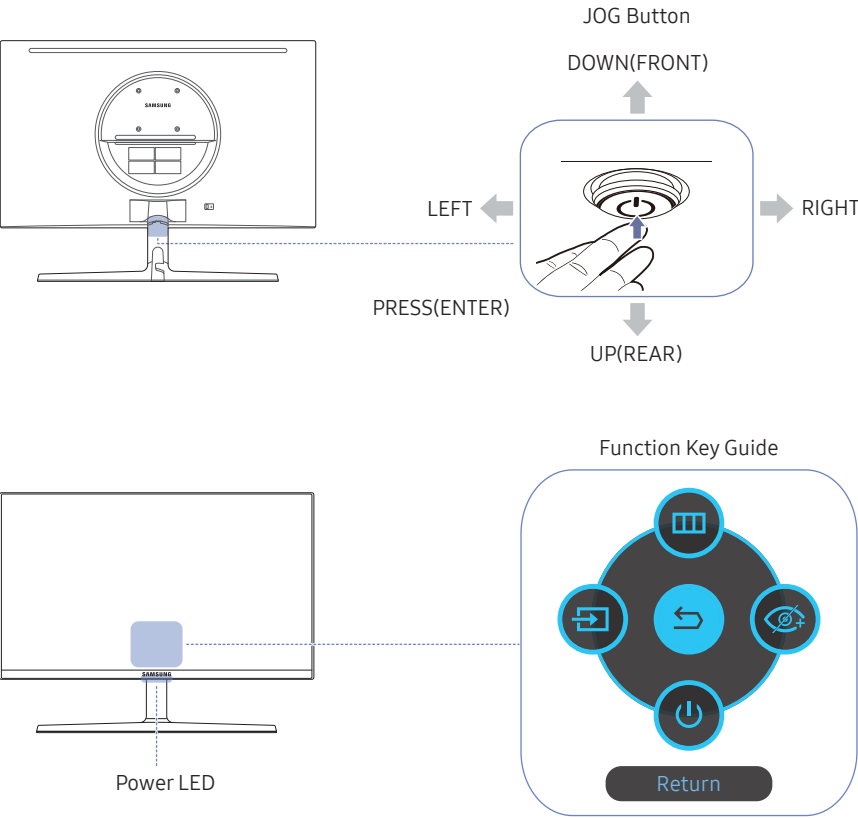 JOG Button
DOWN(FRONT)
SAMSUNG
LEFT
RIGHT
PRESS(ENTER)
UP(REAR)
Function Key Guide
SAMSUNG
Power LED
Return